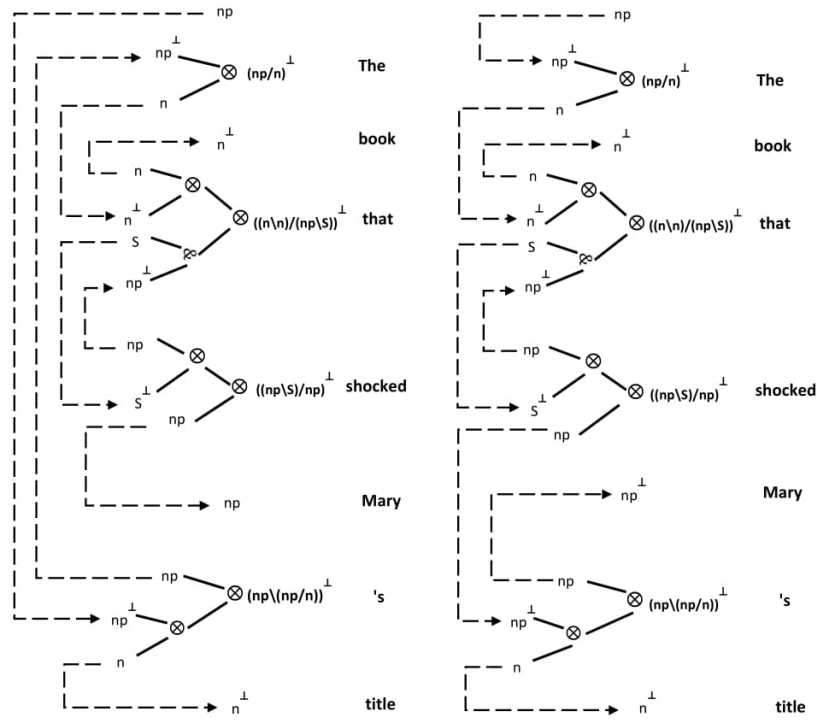 np
np⊥ ⊗ (np/n)⊥ The
n
n⊥ book
n
⊗
n⊥ ⊗ ((n\n)/(np\S))⊥ that
S
⅋
np⊥
np
⊗
S⊥ ⊗ ((np\S)/np)⊥ shocked
np
np Mary
np
⊗ (np\(np/n))⊥ 's
np⊥ ⊗
n
n⊥ title
np
np⊥ ⊗ (np/n)⊥ The
n
n⊥ book
n
⊗
n⊥ ⊗ ((n\n)/(np\S))⊥ that
S
⅋
np⊥
np
⊗
S⊥ ⊗ ((np\S)/np)⊥ shocked
np
np⊥ Mary
np
⊗ (np\(np/n))⊥ 's
np⊥ ⊗
n
n⊥ title